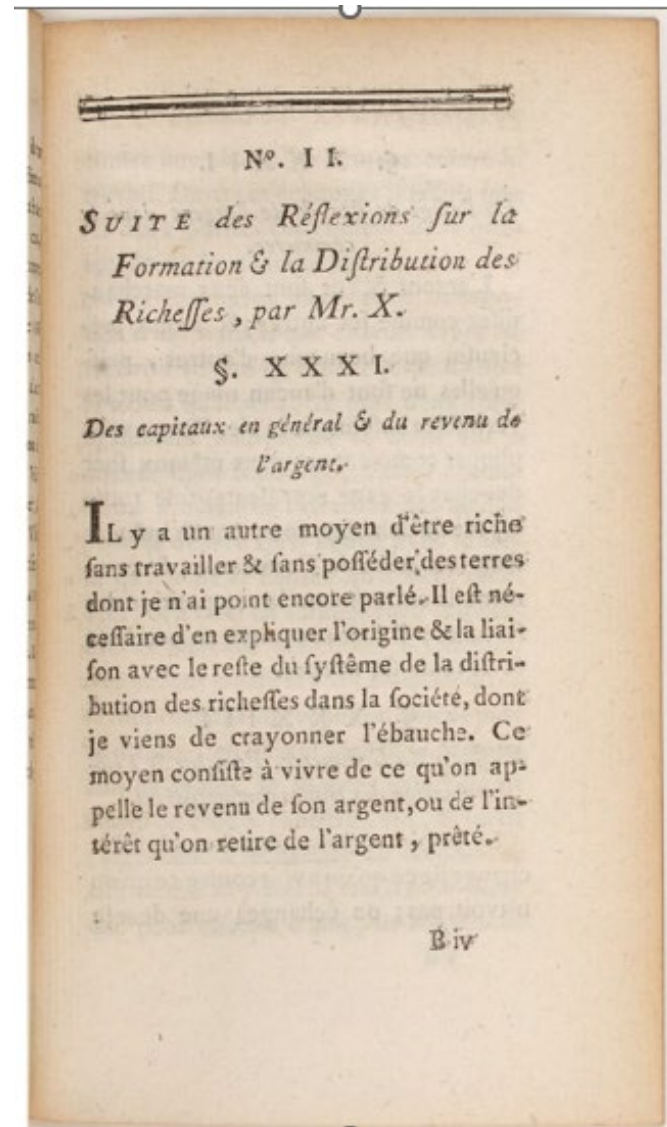 Nº. II.
SUITE des Réflexions ſur la
Formation & la Diſtribution des
Richeſſes, par Mr. X.
§. XXXI.
Des capitaux en général & du revenu de
l'argent.
IL y a un autre moyen d'être riche
ſans travailler & ſans poſſéder des terres
dont je n'ai point encore parlé. Il eſt né-
ceſſaire d'en expliquer l'origine & la liai-
ſon avec le reſte du ſyſtême de la diſtri-
bution des richeſſes dans la ſociété, dont
je viens de crayonner l'ébauche. Ce
moyen conſiſte à vivre de ce qu'on ap-
pelle le revenu de ſon argent, ou de l'in-
térêt qu'on retire de l'argent, prêté.
B iv